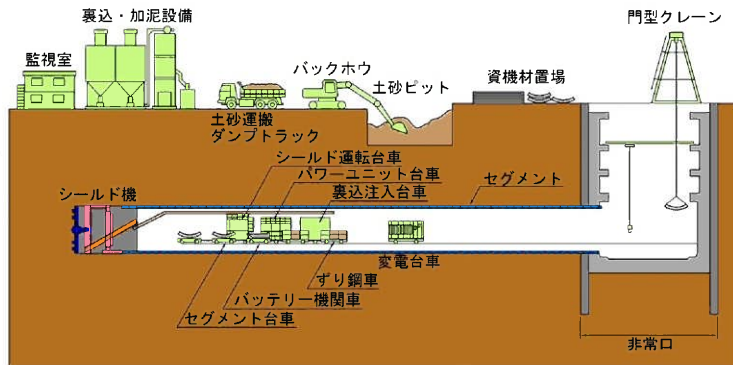 裏込・加泥設備
監視室
門型クレーン
バックホウ
土砂ピット
資機材置場
土砂運搬
ダンプトラック
シールド運転台車
パワーユニット台車
裏込注入台車
セグメント
シールド機
変電台車
ずり鋼車
バッテリー機関車
セグメント台車
非常口